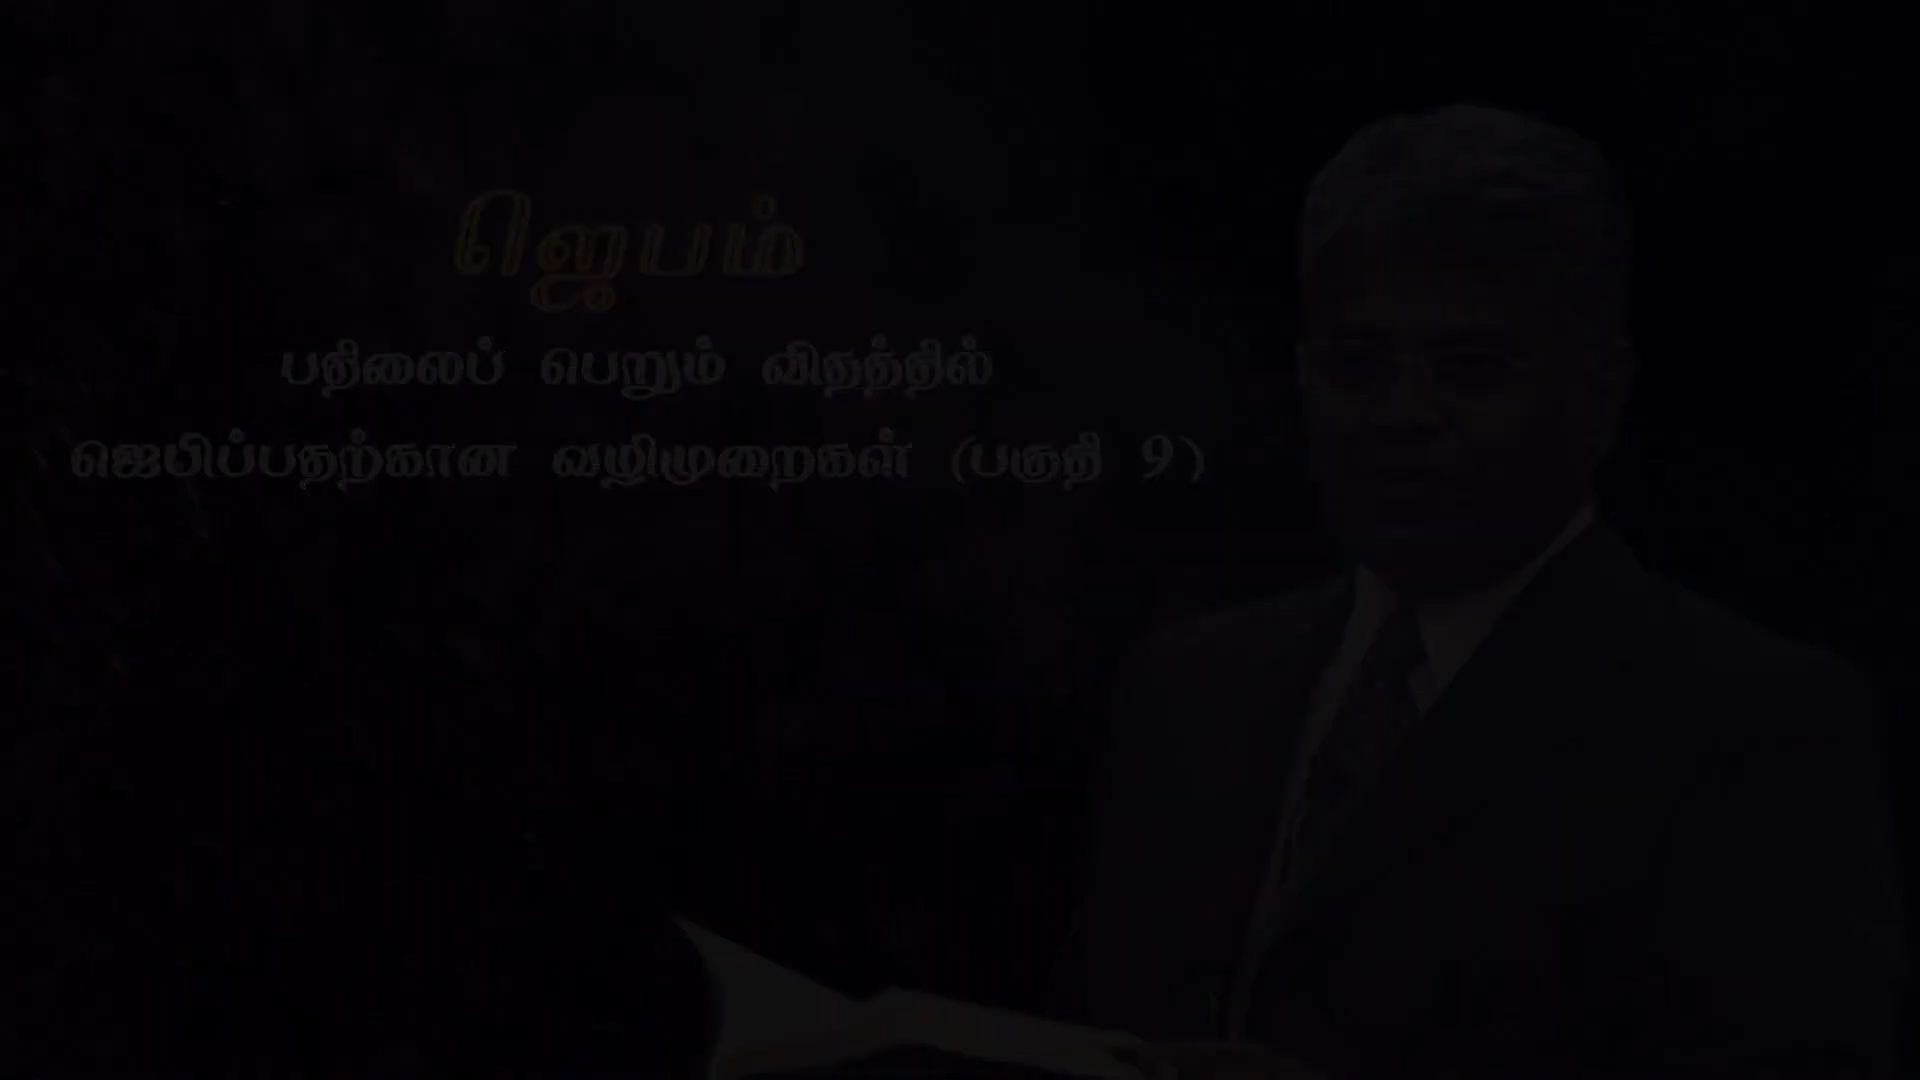 ஜெபம்
பதிலைப் பெறும் விதத்தில்
ஜெபிப்பதற்கான வழிமுறைகள் (பகுதி 9)